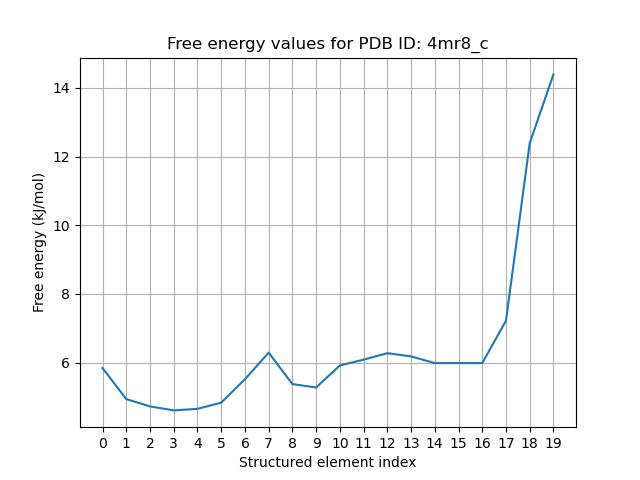 Free energy values for PDB ID: 4mr8_c
14
12
10
8
6
Free energy (kJ/mol)
0 1 2 3 4 5 6 7 8 9 10 11 12 13 14 15 16 17 18 19
Structured element index